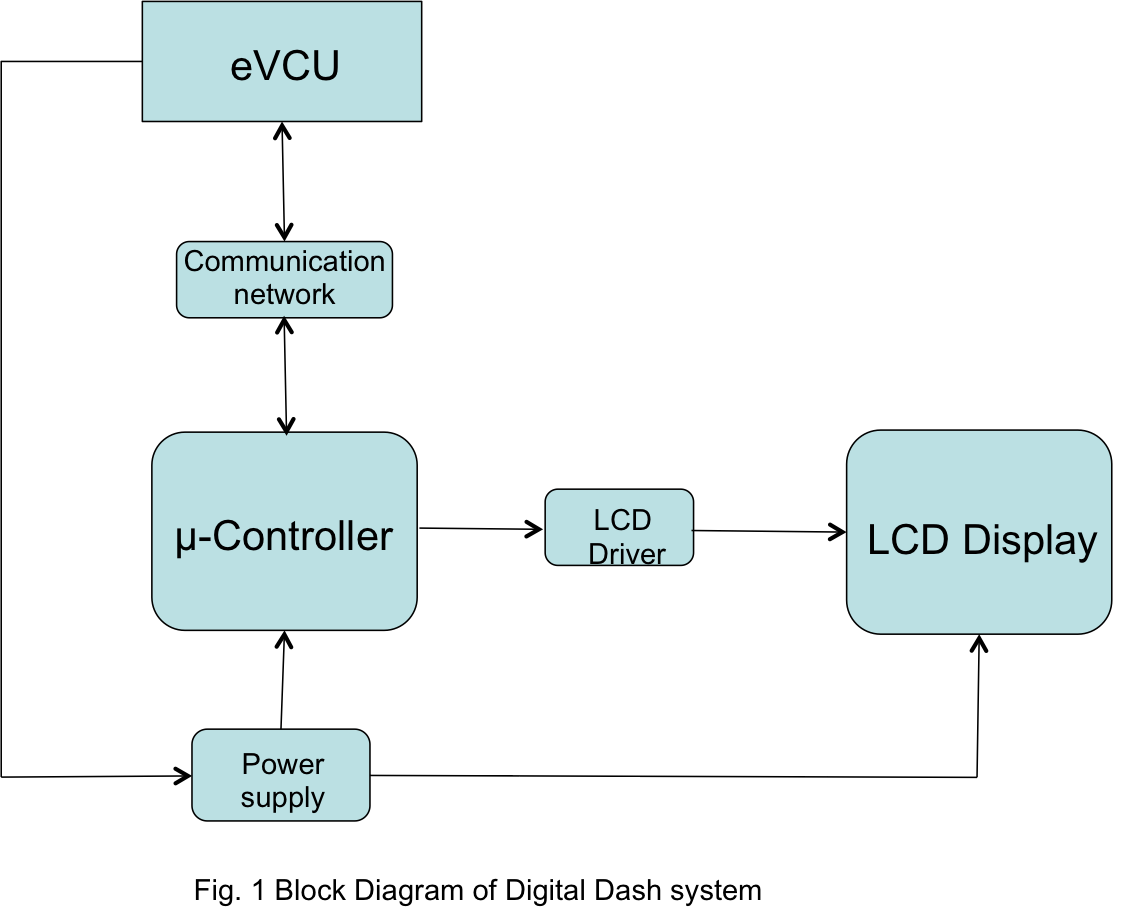 eVCU
Communication
network
µ-Controller
LCD
Driver
LCD Display
Power
supply
Fig. 1 Block Diagram of Digital Dash system